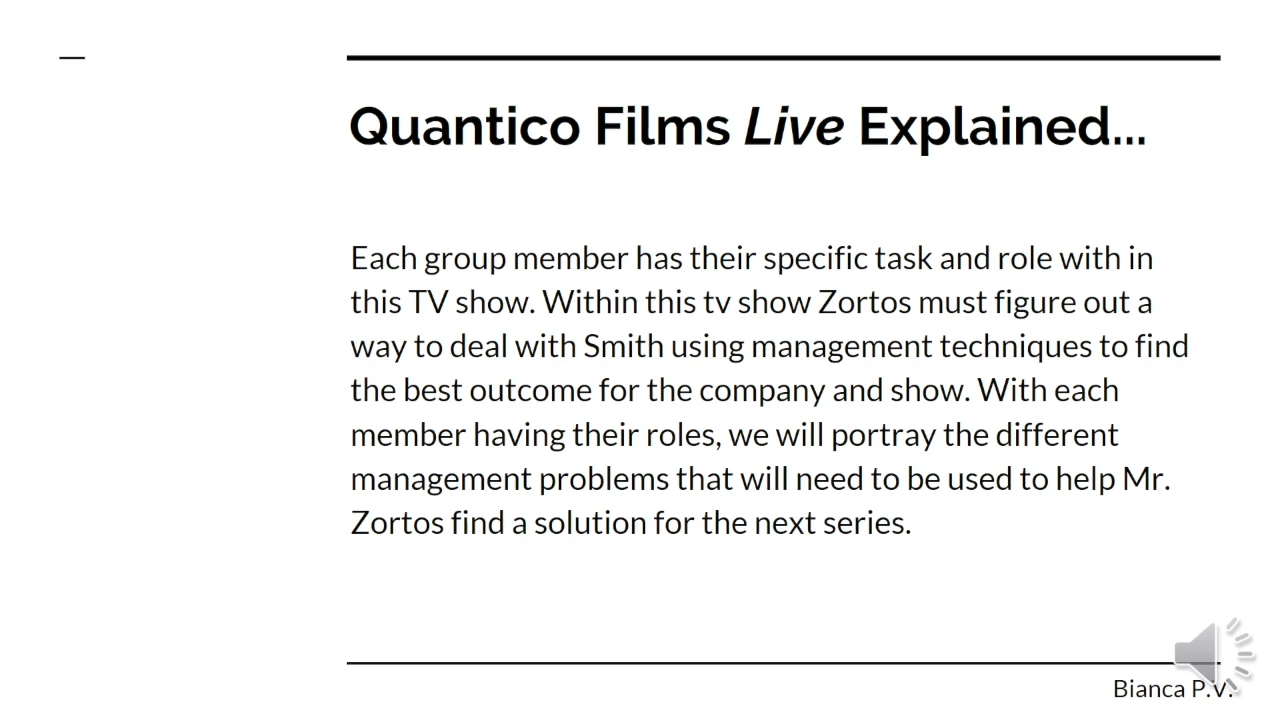 Quantico Films Live Explained...
Each group member has their specific task and role with in
this TV show. Within this tv show Zortos must figure out a
way to deal with Smith using management techniques to find
the best outcome for the company and show. With each
member having their roles, we will portray the different
management problems that will need to be used to help Mr.
Zortos find a solution for the next series.
Bianca P.V.